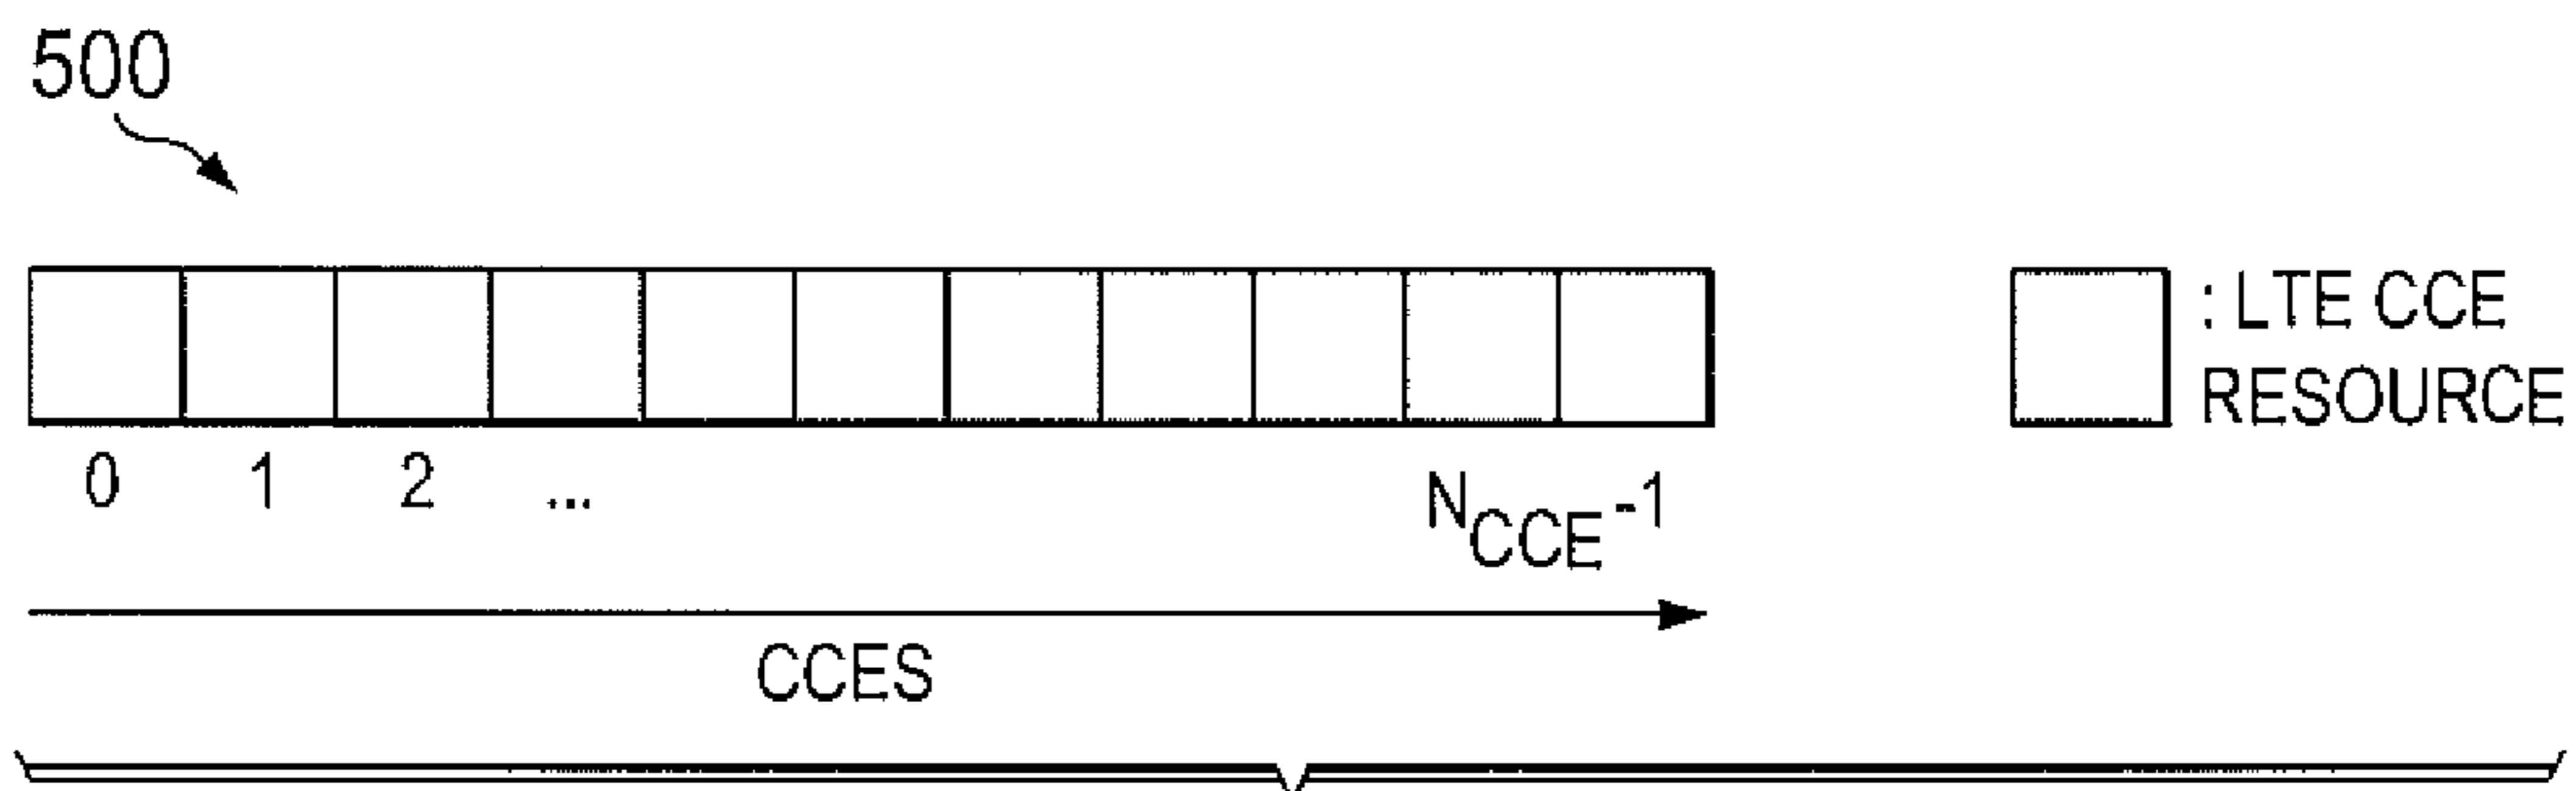 500
: LTE CCE
RESOURCE
0 1 2 ... N_CCE-1
CCES